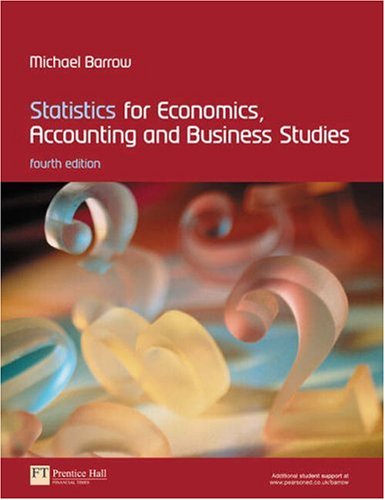 Michael Barrow
Statistics for Economics,
Accounting and Business Studies
fourth edition
FT Prentice Hall
FINANCIAL TIMES
Additional student support at
www.pearsoned.co.uk/barrow